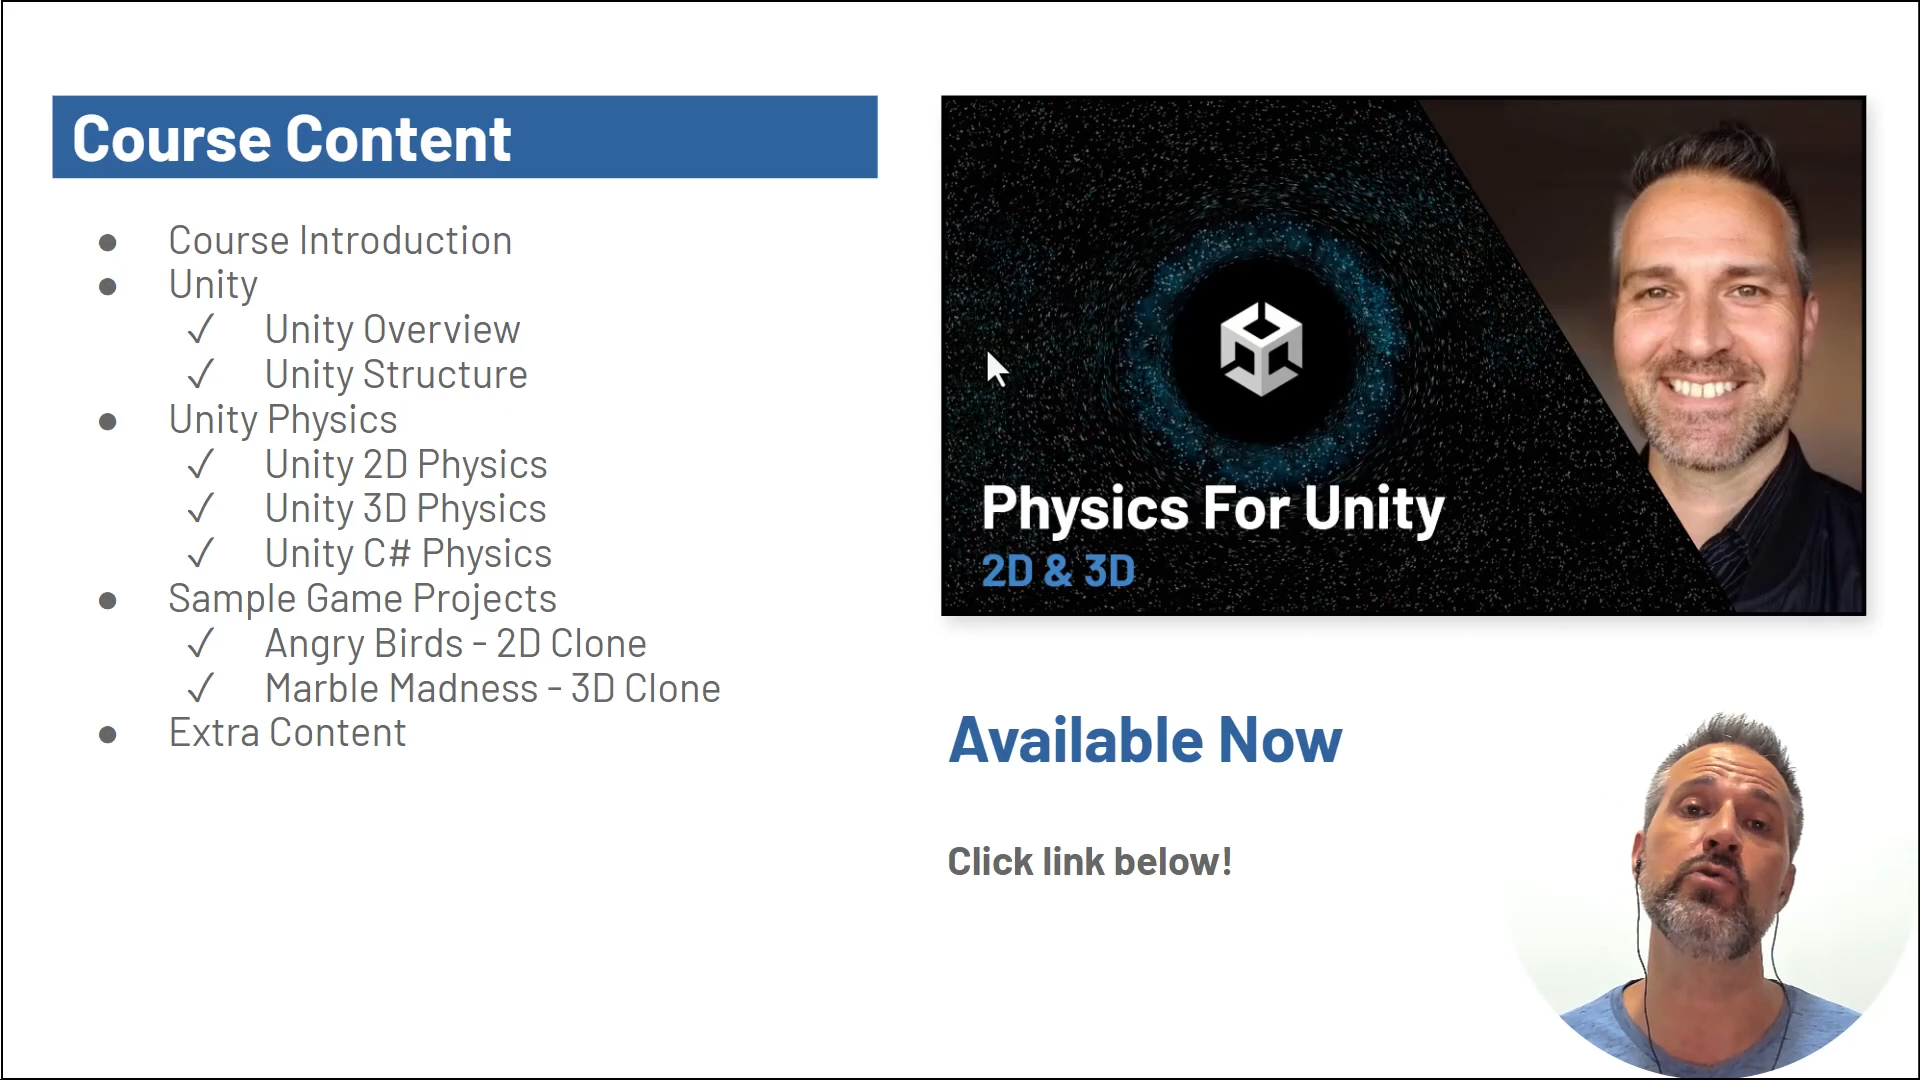 Course Content
● Course Introduction
● Unity
✓ Unity Overview
✓ Unity Structure
● Unity Physics
✓ Unity 2D Physics
✓ Unity 3D Physics
✓ Unity C# Physics
● Sample Game Projects
✓ Angry Birds - 2D Clone
✓ Marble Madness - 3D Clone
● Extra Content
Physics For Unity
2D & 3D
Available Now
Click link below!